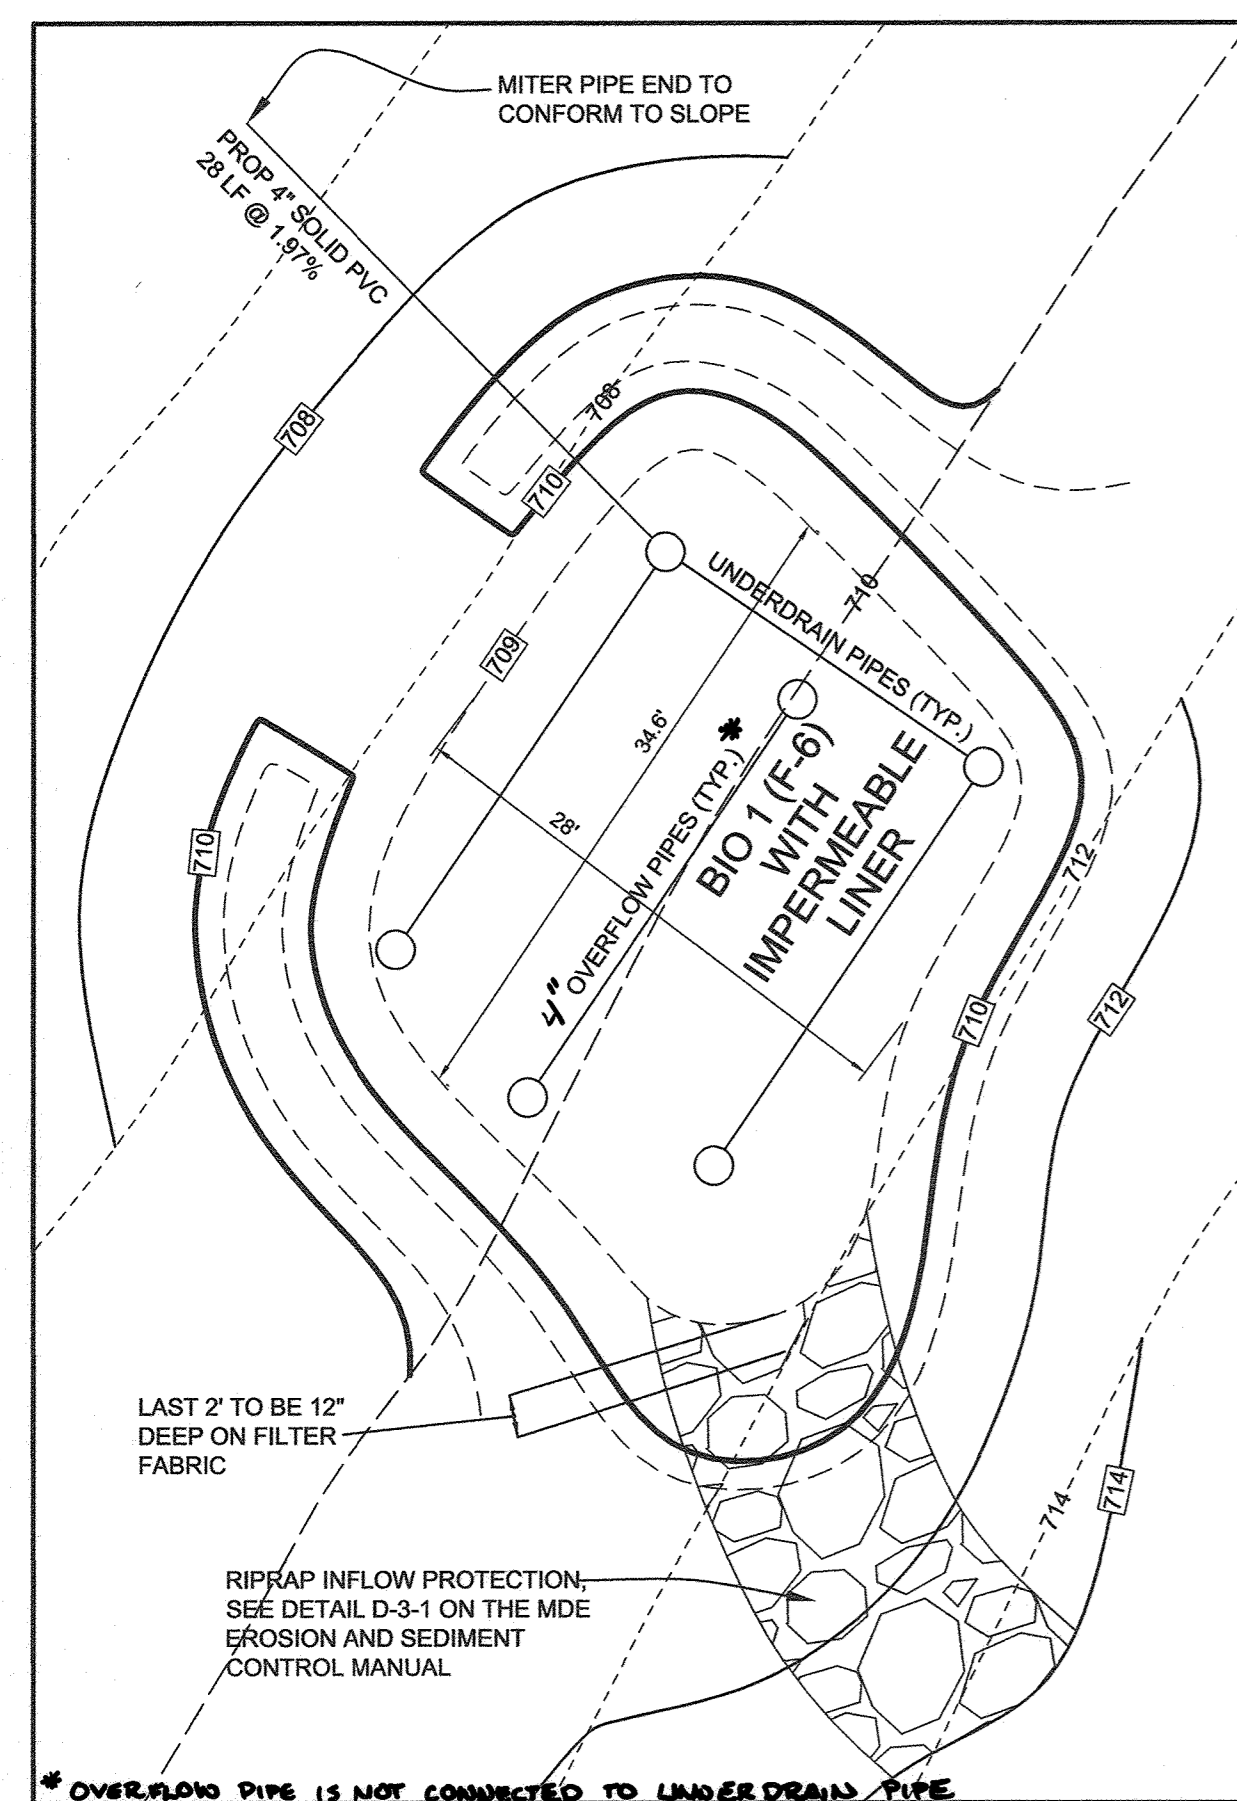 MITER PIPE END TO
CONFORM TO SLOPE
PROP 4" SOLID PVC
28 LF @ 1.97%
708
708
710
710
UNDERDRAIN PIPES (TYP.)
709
34.6'
28'
4" OVERFLOW PIPES (TYP.) *
BIO 1 (F-6)
WITH
IMPERMEABLE
LINER
710
712
710
712
LAST 2' TO BE 12"
DEEP ON FILTER
FABRIC
714
714
RIPRAP INFLOW PROTECTION,
SEE DETAIL D-3-1 ON THE MDE
EROSION AND SEDIMENT
CONTROL MANUAL
* OVERFLOW PIPE IS NOT CONNECTED TO UNDERDRAIN PIPE